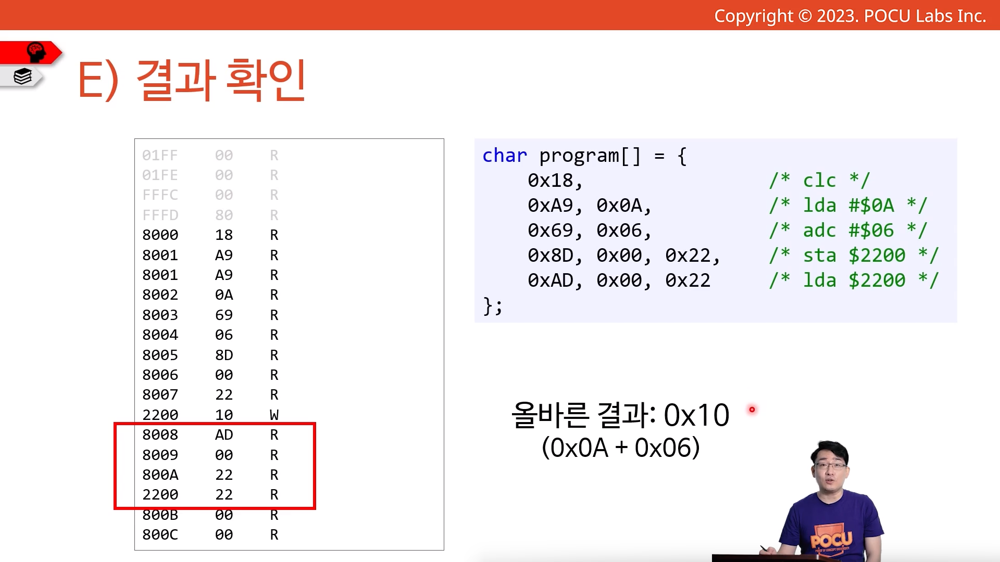 Copyright © 2023. POCU Labs Inc.
E) 결과 확인
01FF 00 R
01FE 00 R
FFFC 00 R
FFFD 80 R
8000 18 R
8001 A9 R
8001 A9 R
8002 0A R
8003 69 R
8004 06 R
8005 8D R
8006 00 R
8007 22 R
2200 10 W
8008 AD R
8009 00 R
800A 22 R
2200 22 R
800B 00 R
800C 00 R
char program[] = {
0x18, /* clc */
0xA9, 0x0A, /* lda #$0A */
0x69, 0x06, /* adc #$06 */
0x8D, 0x00, 0x22, /* sta $2200 */
0xAD, 0x00, 0x22 /* lda $2200 */
};
올바른 결과: 0x10
(0x0A + 0x06)
POCU